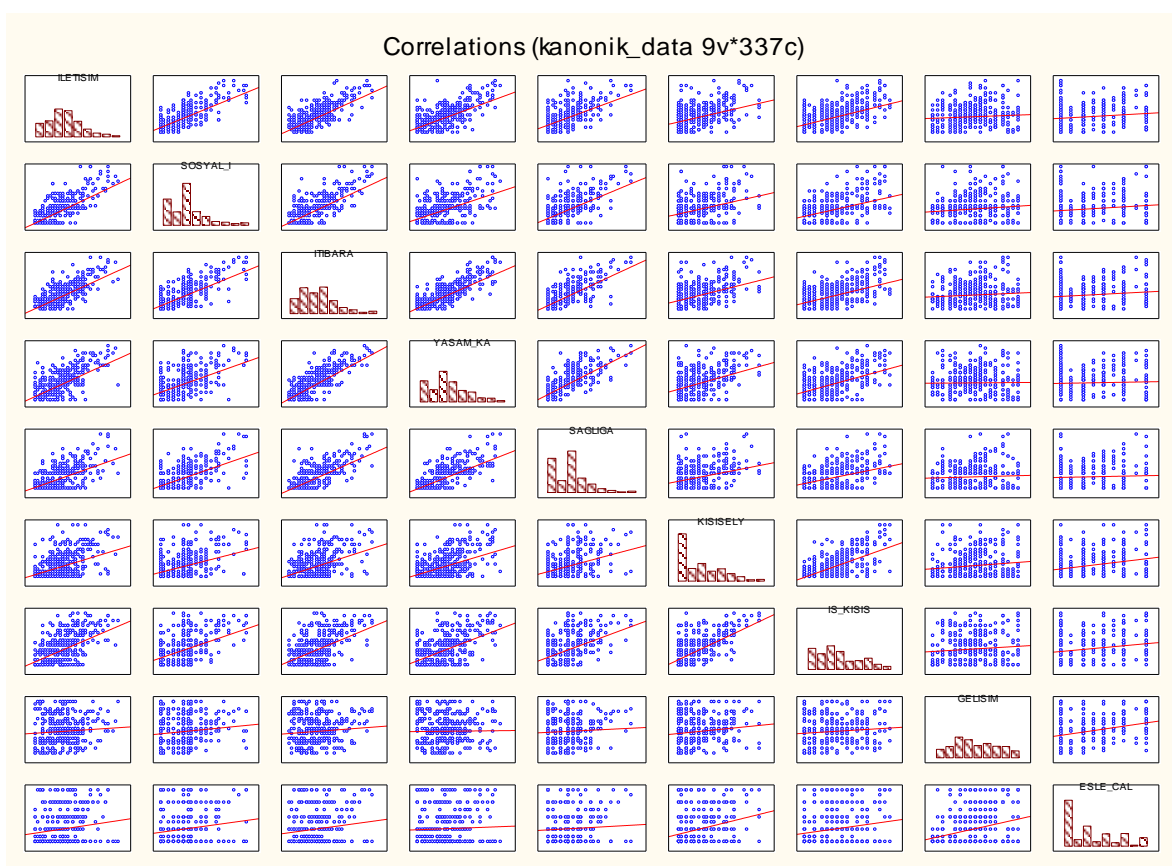 Correlations (kanonik_data 9v*337c)
ILETISIM
SOSYAL_I
ITIBARA
YASAM_KA
SAGLIGA
KISISELY
IS_KISIS
GELISIM
ESLE_CAL